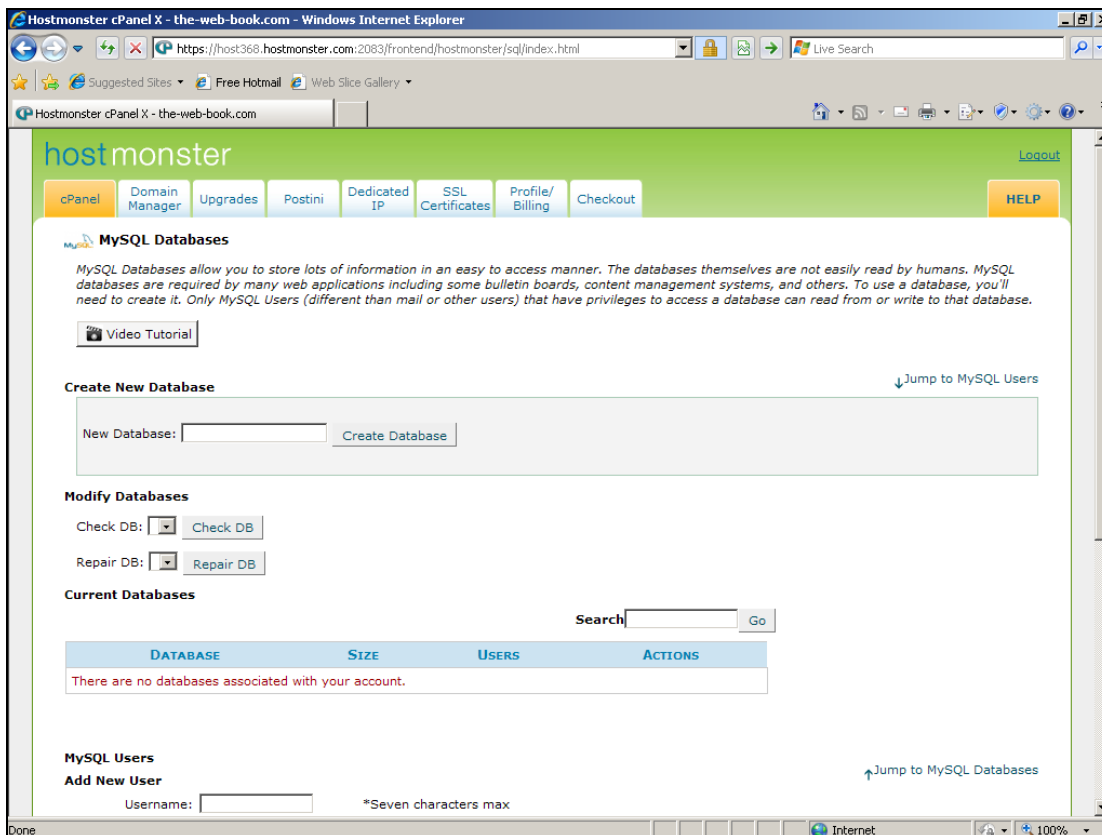 Hostmonster cPanel X - the-web-book.com - Windows Internet Explorer
https://host368.hostmonster.com:2083/frontend/hostmonster/sql/index.html
Live Search
Suggested Sites
Free Hotmail
Web Slice Gallery
Hostmonster cPanel X - the-web-book.com
hostmonster
Logout
cPanel
Domain Manager
Upgrades
Postini
Dedicated IP
SSL Certificates
Profile/ Billing
Checkout
HELP
MySQL
MySQL Databases
MySQL Databases allow you to store lots of information in an easy to access manner. The databases themselves are not easily read by humans. MySQL
databases are required by many web applications including some bulletin boards, content management systems, and others. To use a database, you'll
need to create it. Only MySQL Users (different than mail or other users) that have privileges to access a database can read from or write to that database.
Video Tutorial
Jump to MySQL Users
Create New Database
New Database:
Create Database
Modify Databases
Check DB:
Check DB
Repair DB:
Repair DB
Current Databases
Search
Go
DATABASE SIZE USERS ACTIONS
There are no databases associated with your account.
MySQL Users
Jump to MySQL Databases
Add New User
Username:
*Seven characters max
Done
Internet
100%